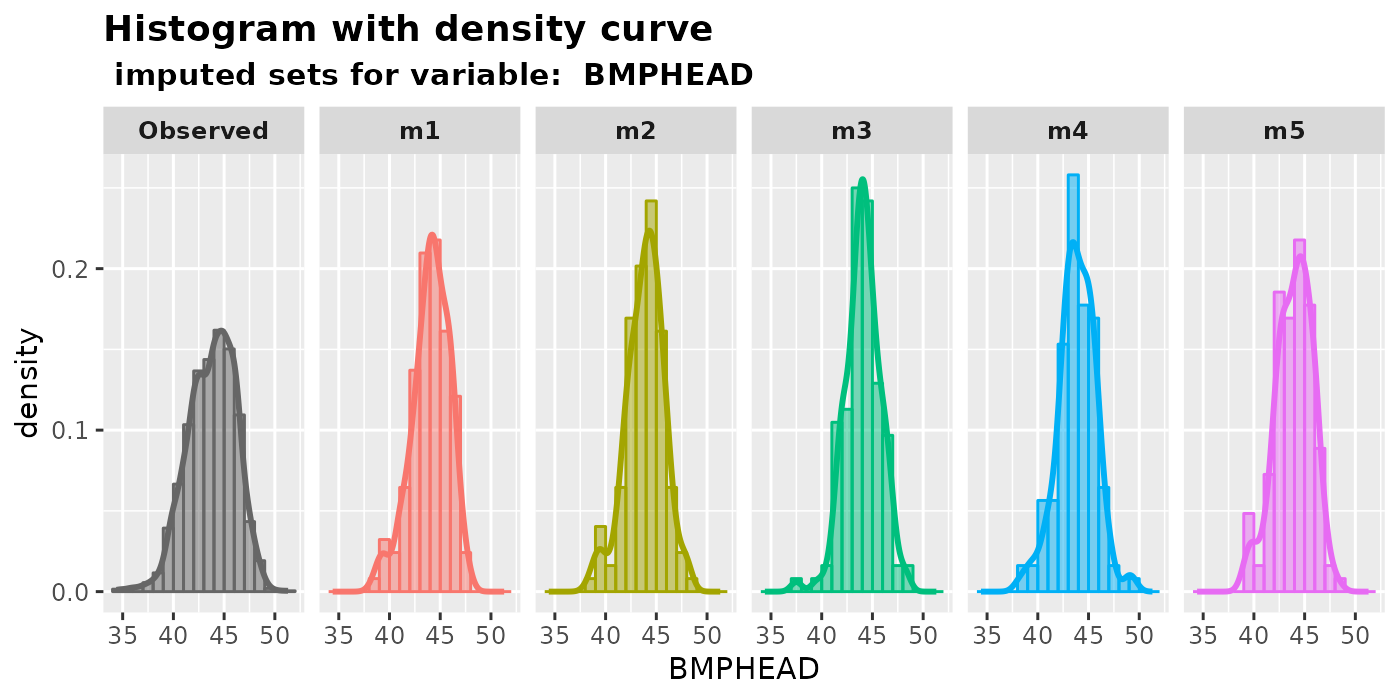 Histogram with density curve
imputed sets for variable:  BMPHEAD
Observed m1 m2 m3 m4 m5
density
0.2
0.1
0.0
35 40 45 50 35 40 45 50 35 40 45 50 35 40 45 50 35 40 45 50 35 40 45 50
BMPHEAD